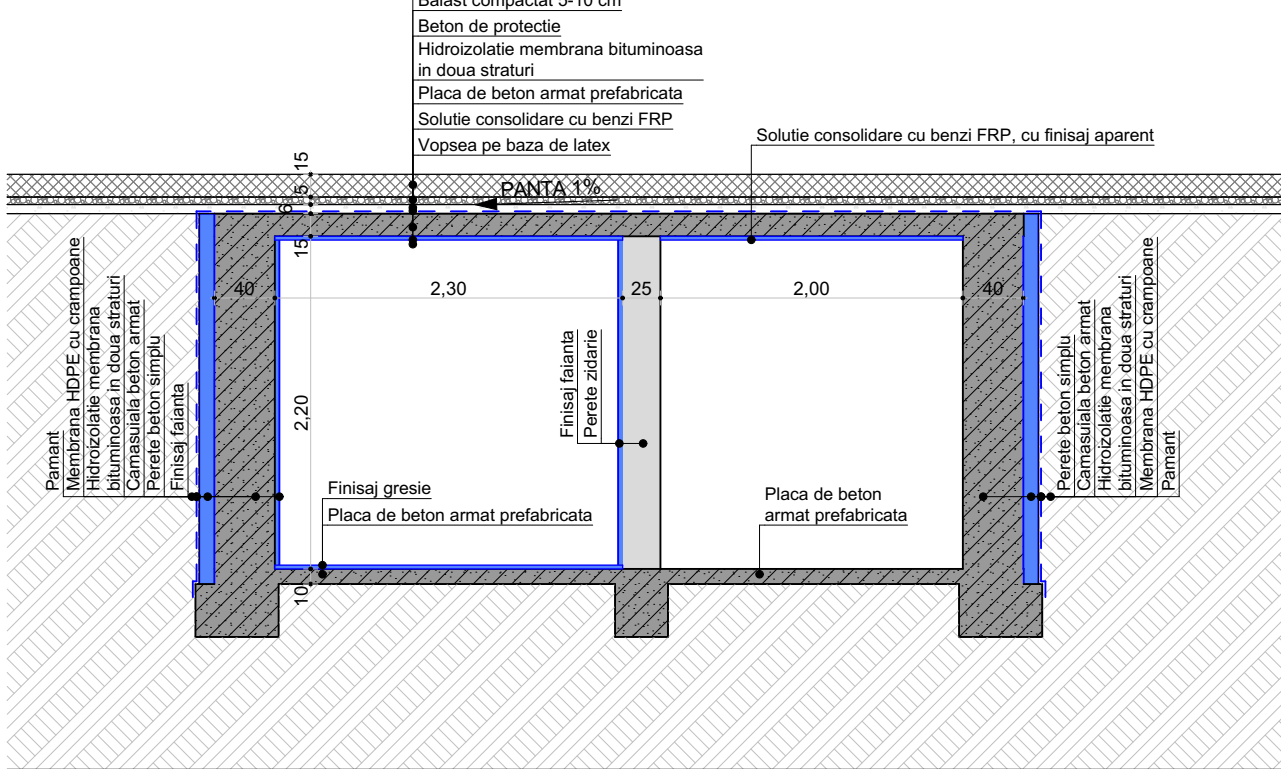 Balast compactat 5-10 cm
Beton de protectie
Hidroizolatie membrana bituminoasa
in doua straturi
Placa de beton armat prefabricata
Solutie consolidare cu benzi FRP
Vopsea pe baza de latex
Solutie consolidare cu benzi FRP, cu finisaj aparent
PANTA 1%
15
5
6
15
40
2,30
25
2,00
40
2,20
10
Pamant
Membrana HDPE cu crampoane
Hidroizolatie membrana
bituminoasa in doua straturi
Camasuiala beton armat
Perete beton simplu
Finisaj faianta
Finisaj faianta
Perete zidarie
Finisaj gresie
Placa de beton armat prefabricata
Placa de beton
armat prefabricata
Perete beton simplu
Camasuiala beton armat
Hidroizolatie membrana
bituminoasa in doua straturi
Membrana HDPE cu crampoane
Pamant